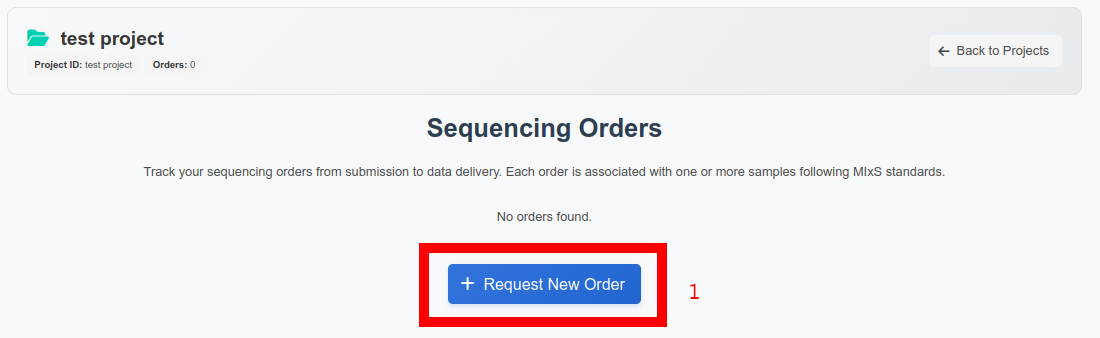 test project
Project ID: test project Orders: 0
Back to Projects
Sequencing Orders
Track your sequencing orders from submission to data delivery. Each order is associated with one or more samples following MIxS standards.
No orders found.
+ Request New Order
1